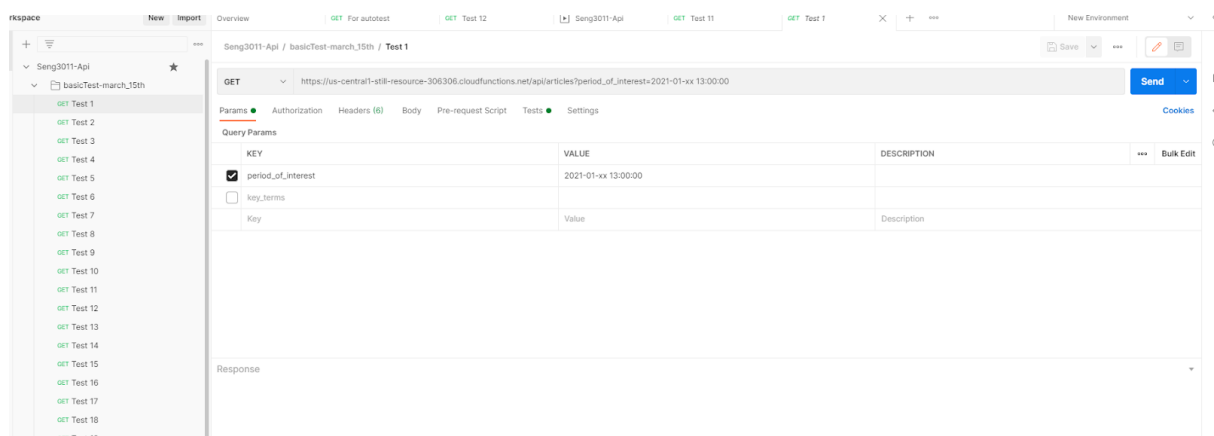 rkspace New Import Overview GET For autotest GET Test 12 Seng3011-Api GET Test 11 GET Test 1 New Environment
Seng3011-Api / basicTest-march_15th / Test 1 Save
Seng3011-Api
basicTest-march_15th
GET Test 1
GET Test 2
GET Test 3
GET Test 4
GET Test 5
GET Test 6
GET Test 7
GET Test 8
GET Test 9
GET Test 10
GET Test 11
GET Test 12
GET Test 13
GET Test 14
GET Test 15
GET Test 16
GET Test 17
GET Test 18
GET https://us-central1-still-resource-306306.cloudfunctions.net/api/articles?period_of_interest=2021-01-xx 13:00:00 Send
Params Authorization Headers (6) Body Pre-request Script Tests Settings Cookies
Query Params
KEY VALUE DESCRIPTION Bulk Edit
period_of_interest 2021-01-xx 13:00:00
key_terms
Key Value Description
Response